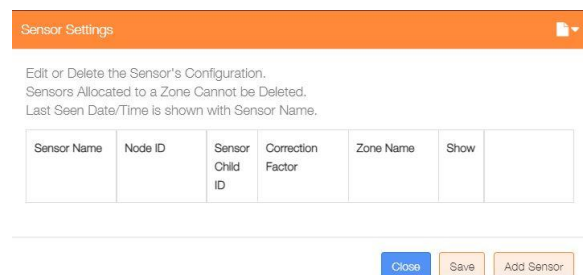 Sensor Settings
Edit or Delete the Sensor's Configuration.
Sensors Allocated to a Zone Cannot be Deleted.
Last Seen Date/Time is shown with Sensor Name.
Sensor Name Node ID Sensor Child ID Correction Factor Zone Name Show
Close Save Add Sensor